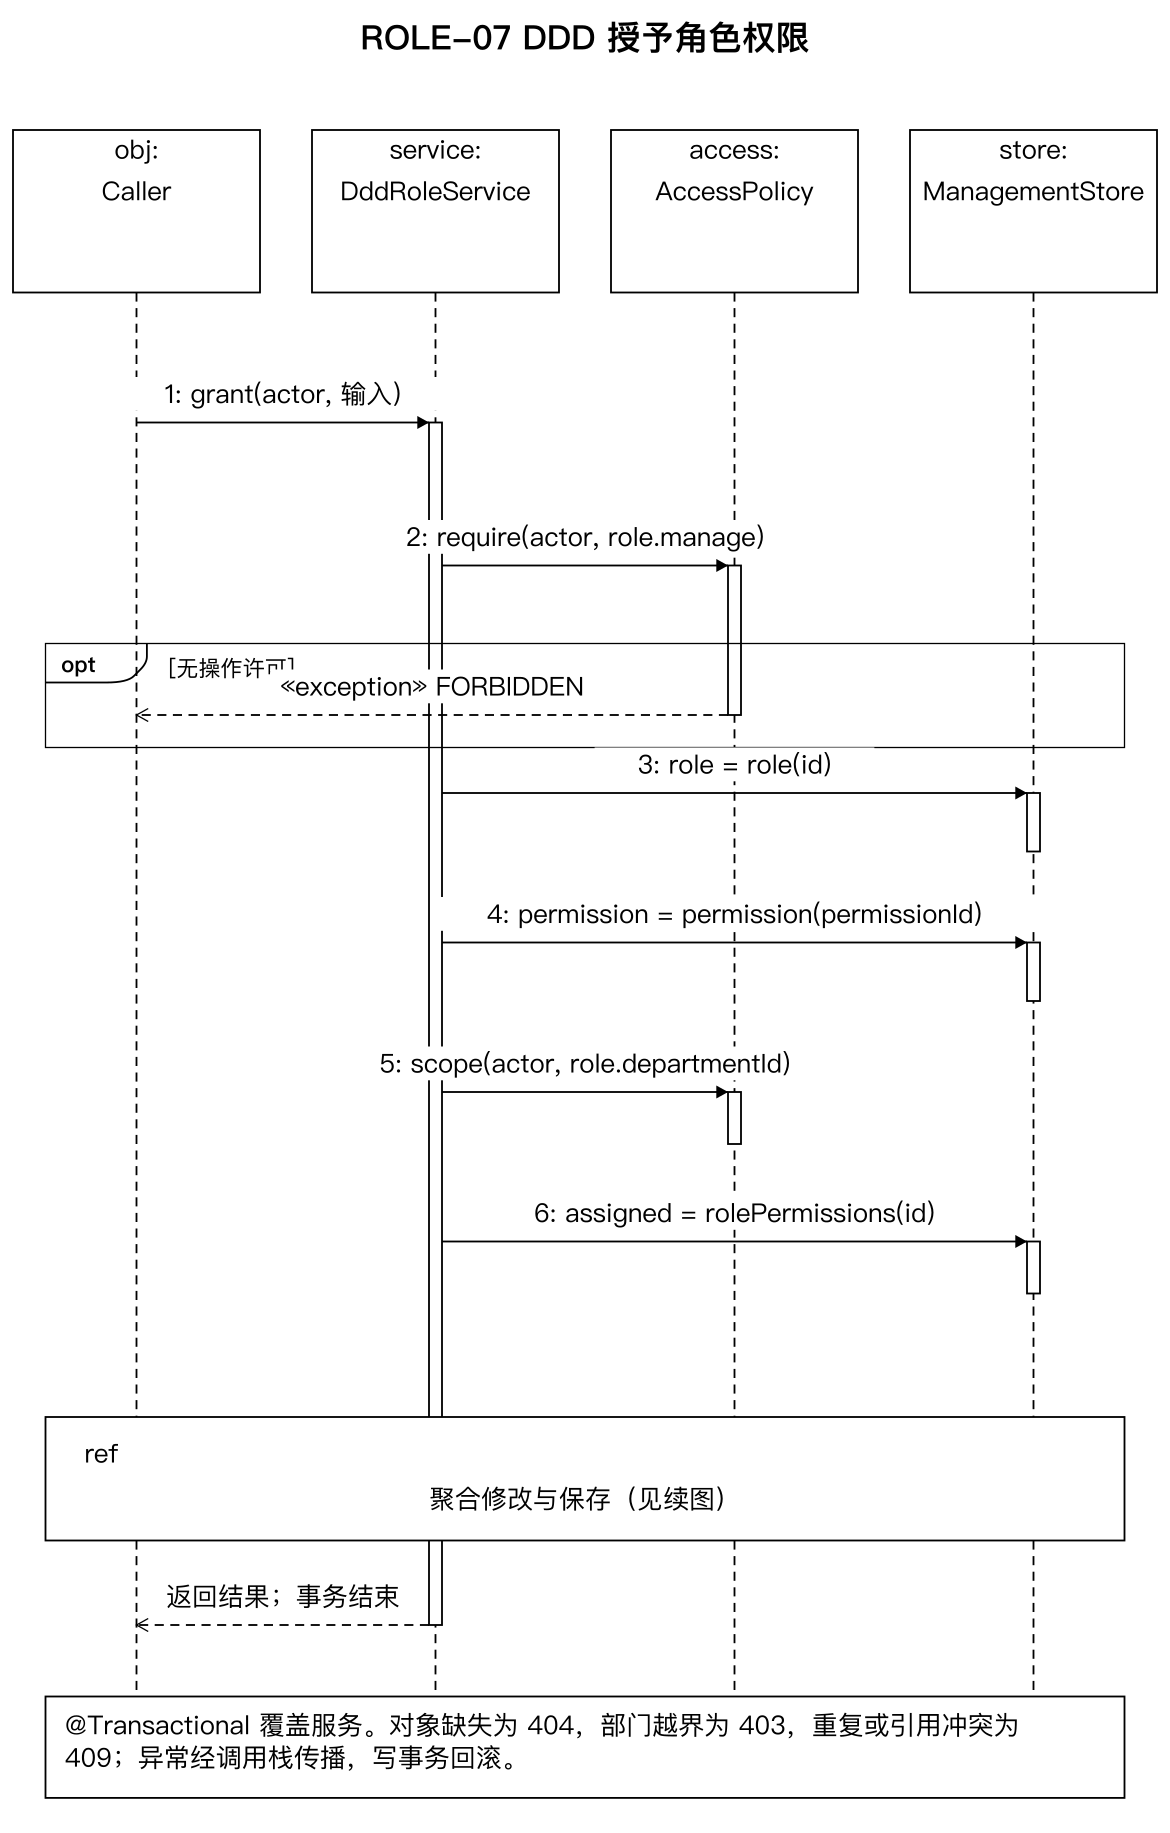 ROLE-07 DDD 授予角色权限
obj:
Caller
service:
DddRoleService
access:
AccessPolicy
store:
ManagementStore
1: grant(actor, 输入)
2: require(actor, role.manage)
opt
[无操作许可]
«exception» FORBIDDEN
3: role = role(id)
4: permission = permission(permissionId)
5: scope(actor, role.departmentId)
6: assigned = rolePermissions(id)
ref
聚合修改与保存（见续图）
返回结果；事务结束
@Transactional 覆盖服务。对象缺失为 404，部门越界为 403，重复或引用冲突为
409；异常经调用栈传播，写事务回滚。